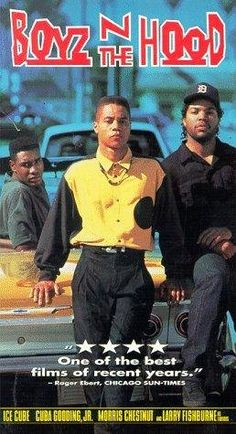 BOYZ N THE HOOD
D
"★★★★
One of the best
films of recent years."
– Roger Ebert, CHICAGO SUN-TIMES
ICE CUBE CUBA GOODING, JR. MORRIS CHESTNUT and LARRY FISHBURNE